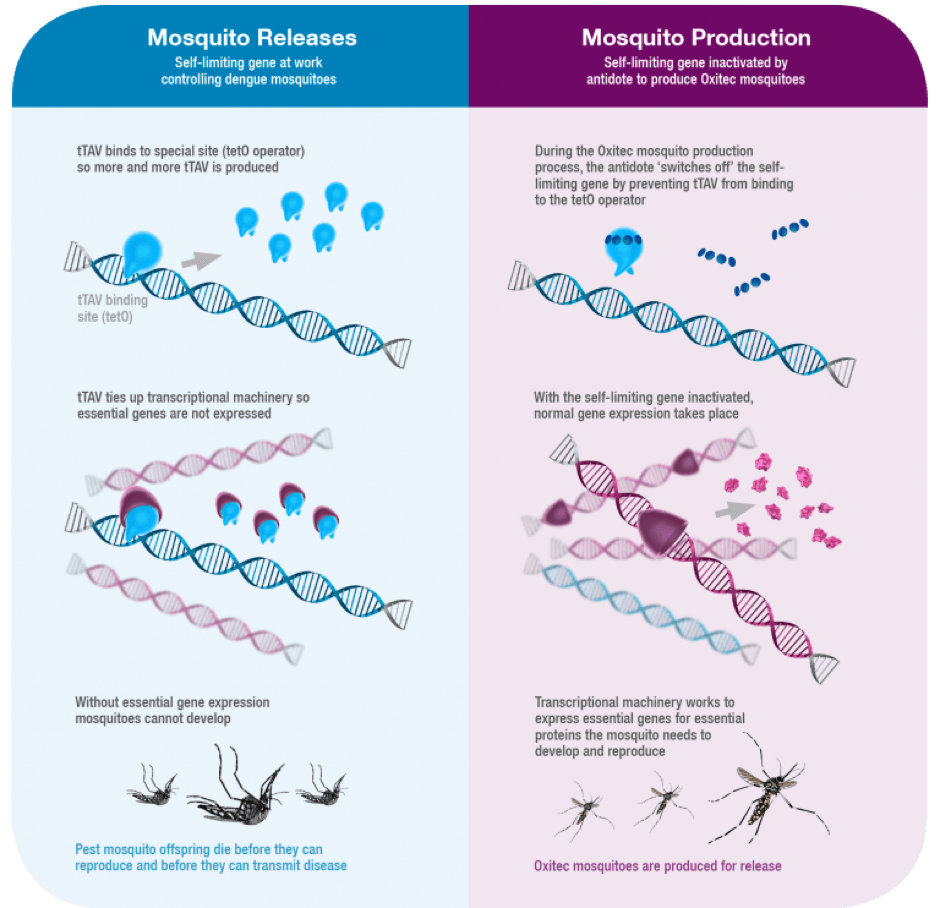 Mosquito Releases
Self-limiting gene at work
controlling dengue mosquitoes
tTAV binds to special site (tetO operator)
so more and more tTAV is produced
tTAV binding
site (tetO)
tTAV ties up transcriptional machinery so
essential genes are not expressed
Without essential gene expression
mosquitoes cannot develop
Pest mosquito offspring die before they can
reproduce and before they can transmit disease
Mosquito Production
Self-limiting gene inactivated by
antidote to produce Oxitec mosquitoes
During the Oxitec mosquito production
process, the antidote ‘switches off’ the self-
limiting gene by preventing tTAV from binding
to the tetO operator
With the self-limiting gene inactivated,
normal gene expression takes place
Transcriptional machinery works to
express essential genes for essential
proteins the mosquito needs to
develop and reproduce
Oxitec mosquitoes are produced for release